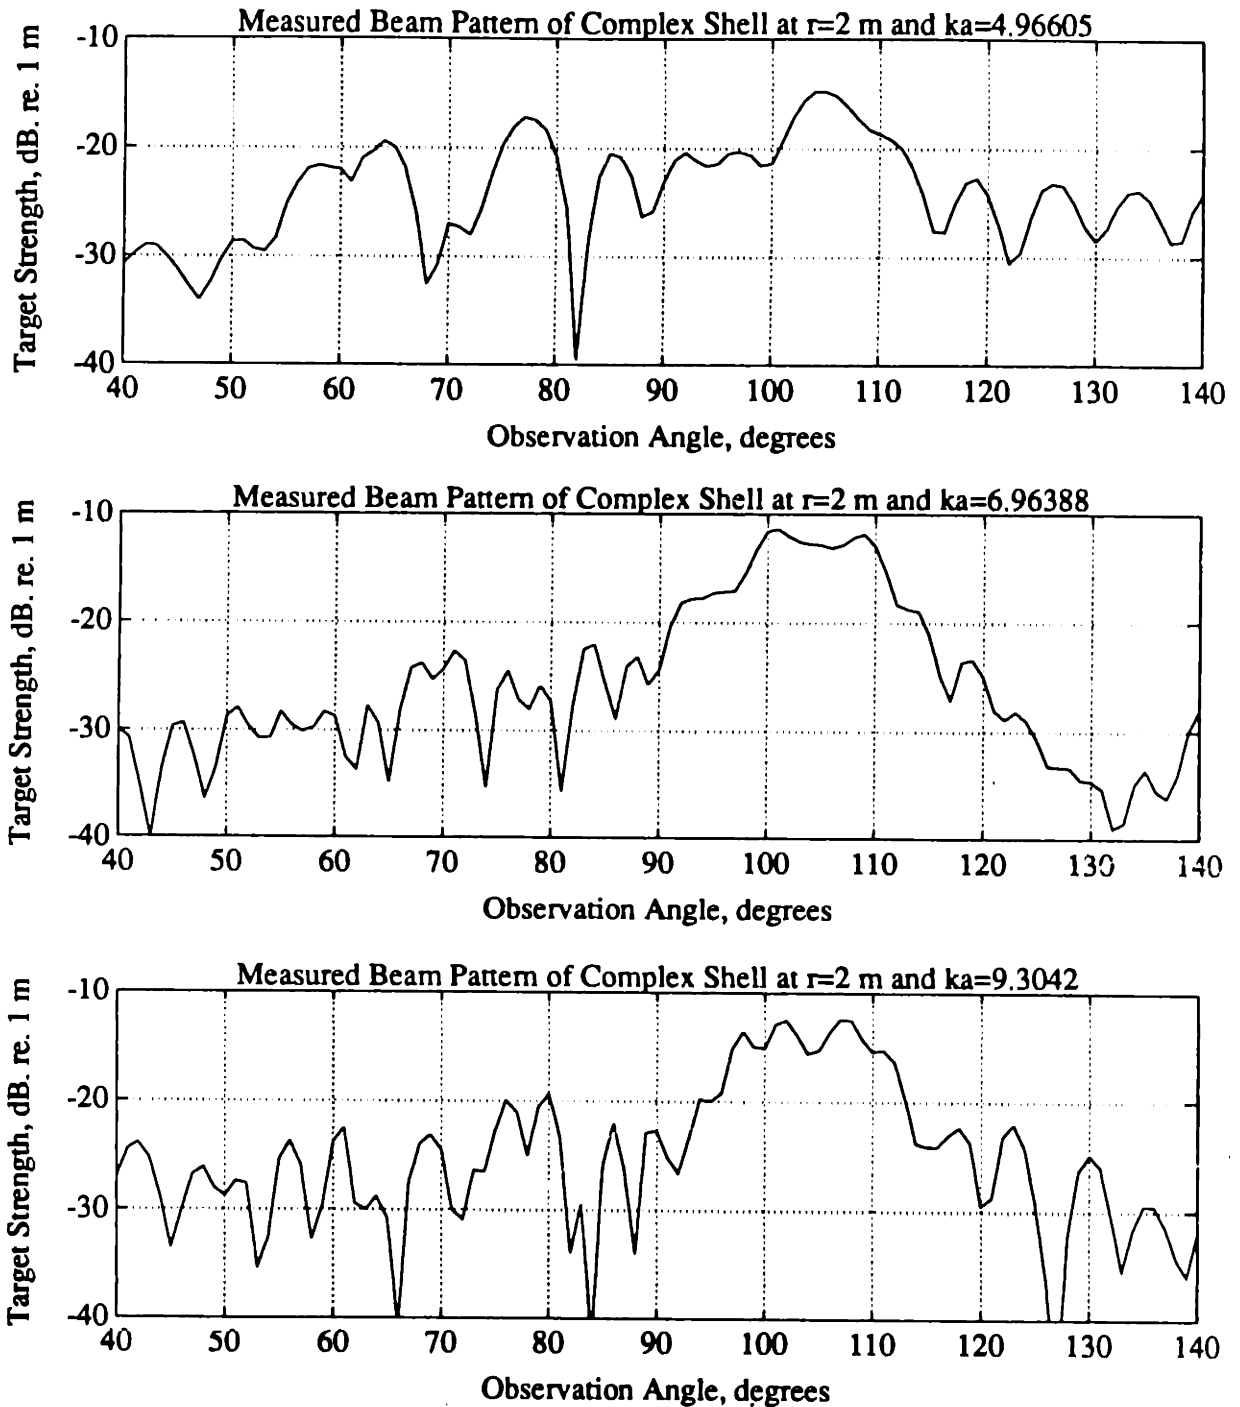 Measured Beam Pattern of Complex Shell at r=2 m and ka=4.96605
Target Strength, dB. re. 1 m
-10
-20
-30
-40
40 50 60 70 80 90 100 110 120 130 140
Observation Angle, degrees
Measured Beam Pattern of Complex Shell at r=2 m and ka=6.96388
Target Strength, dB. re. 1 m
-10
-20
-30
-40
40 50 60 70 80 90 100 110 120 130 140
Observation Angle, degrees
Measured Beam Pattern of Complex Shell at r=2 m and ka=9.3042
Target Strength, dB. re. 1 m
-10
-20
-30
-40
40 50 60 70 80 90 100 110 120 130 140
Observation Angle, degrees